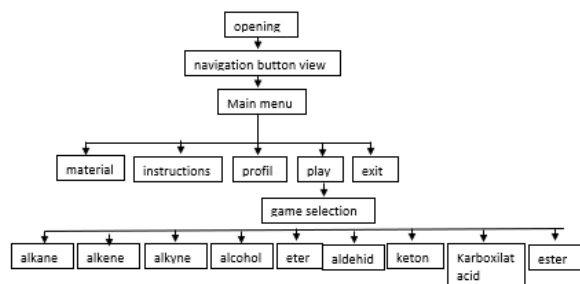 opening
navigation button view
Main menu
material
instructions
profil
play
exit
game selection
alkane
alkene
alkyne
alcohol
eter
aldehid
keton
Karboxilat
acid
ester